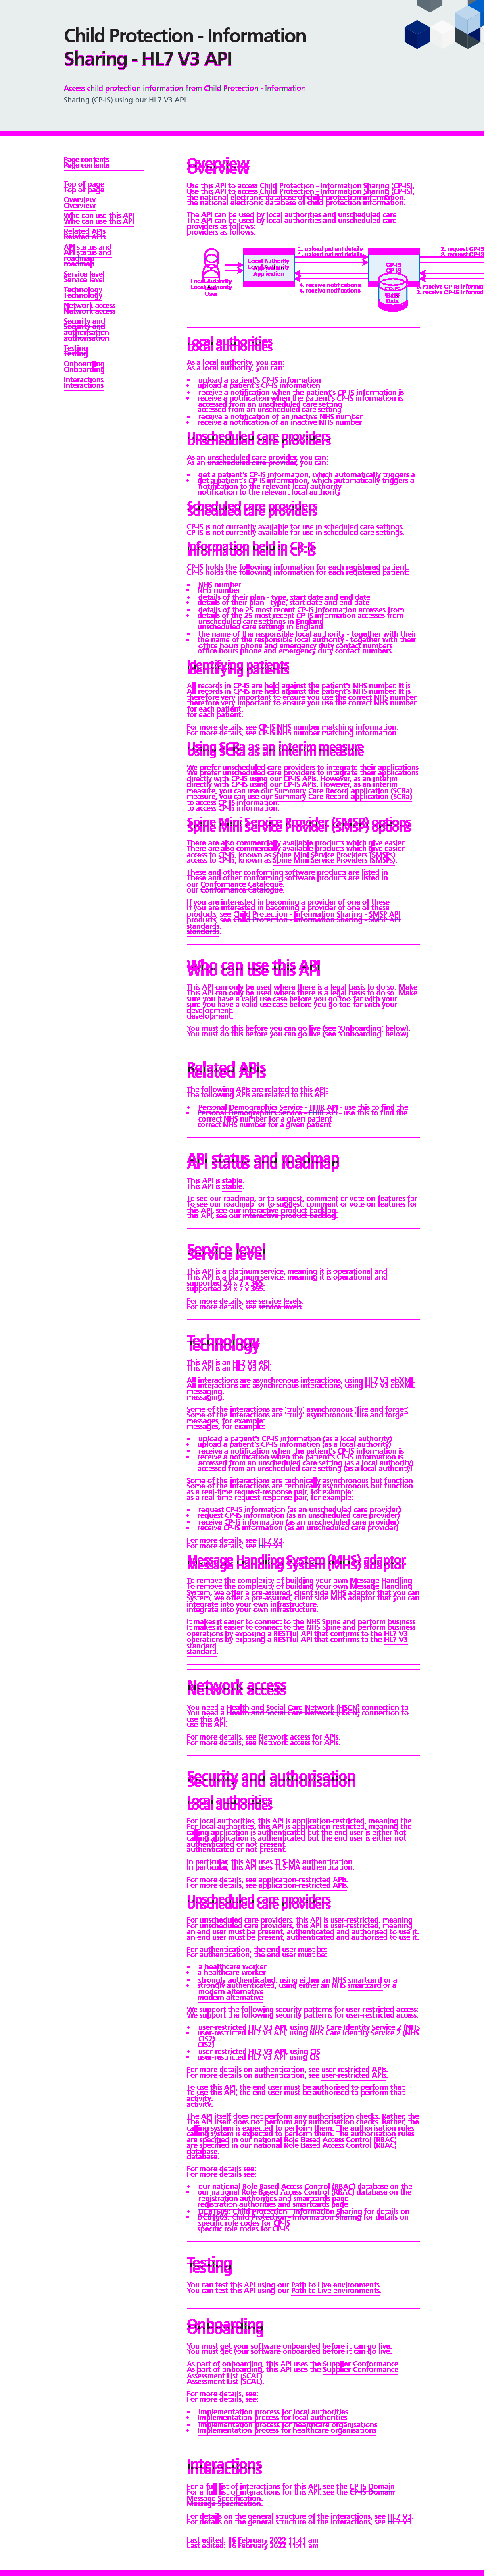 Child Protection - Information
Sharing - HL7 V3 API
Access child protection information from Child Protection - Information
Sharing (CP-IS) using our HL7 V3 API.
Page contents
Top of page
Overview
Who can use this API
Related APIs
API status and
roadmap
Service level
Technology
Network access
Security and
authorisation
Testing
Onboarding
Interactions
Overview
Use this API to access Child Protection - Information Sharing (CP-IS),
the national electronic database of child protection information.
The API can be used by local authorities and unscheduled care
providers as follows:
Local Authority
User
Local Authority
Application
1. upload patient details
4. receive notifications
CP-IS
CP-IS
Data
2. request CP-IS
3. receive CP-IS informat
Local authorities
As a local authority, you can:
• upload a patient's CP-IS information
• receive a notification when the patient's CP-IS information is
accessed from an unscheduled care setting
• receive a notification of an inactive NHS number
Unscheduled care providers
As an unscheduled care provider, you can:
• get a patient's CP-IS information, which automatically triggers a
notification to the relevant local authority
Scheduled care providers
CP-IS is not currently available for use in scheduled care settings.
Information held in CP-IS
CP-IS holds the following information for each registered patient:
• NHS number
• details of their plan - type, start date and end date
• details of the 25 most recent CP-IS information accesses from
unscheduled care settings in England
• the name of the responsible local authority - together with their
office hours phone and emergency duty contact numbers
Identifying patients
All records in CP-IS are held against the patient's NHS number. It is
therefore very important to ensure you use the correct NHS number
for each patient.
For more details, see CP-IS NHS number matching information.
Using SCRa as an interim measure
We prefer unscheduled care providers to integrate their applications
directly with CP-IS using our CP-IS APIs. However, as an interim
measure, you can use our Summary Care Record application (SCRa)
to access CP-IS information.
Spine Mini Service Provider (SMSP) options
There are also commercially available products which give easier
access to CP-IS, known as Spine Mini Service Providers (SMSPs).
These and other conforming software products are listed in
our Conformance Catalogue.
If you are interested in becoming a provider of one of these
products, see Child Protection - Information Sharing - SMSP API
standards.
Who can use this API
This API can only be used where there is a legal basis to do so. Make
sure you have a valid use case before you go too far with your
development.
You must do this before you can go live (see 'Onboarding' below).
Related APIs
The following APIs are related to this API:
• Personal Demographics Service - FHIR API - use this to find the
correct NHS number for a given patient
API status and roadmap
This API is stable.
To see our roadmap, or to suggest, comment or vote on features for
this API, see our interactive product backlog.
Service level
This API is a platinum service, meaning it is operational and
supported 24 x 7 x 365.
For more details, see service levels.
Technology
This API is an HL7 V3 API.
All interactions are asynchronous interactions, using HL7 V3 ebXML
messaging.
Some of the interactions are 'truly' asynchronous 'fire and forget'
messages, for example:
• upload a patient's CP-IS information (as a local authority)
• receive a notification when the patient's CP-IS information is
accessed from an unscheduled care setting (as a local authority)
Some of the interactions are technically asynchronous but function
as a real-time request-response pair, for example:
• request CP-IS information (as an unscheduled care provider)
• receive CP-IS information (as an unscheduled care provider)
For more details, see HL7 V3.
Message Handling System (MHS) adaptor
To remove the complexity of building your own Message Handling
System, we offer a pre-assured, client side MHS adaptor that you can
integrate into your own infrastructure.
It makes it easier to connect to the NHS Spine and perform business
operations by exposing a RESTful API that confirms to the HL7 V3
standard.
Network access
You need a Health and Social Care Network (HSCN) connection to
use this API.
For more details, see Network access for APIs.
Security and authorisation
Local authorities
For local authorities, this API is application-restricted, meaning the
calling application is authenticated but the end user is either not
authenticated or not present.
In particular, this API uses TLS-MA authentication.
For more details, see application-restricted APIs.
Unscheduled care providers
For unscheduled care providers, this API is user-restricted, meaning
an end user must be present, authenticated and authorised to use it.
For authentication, the end user must be:
• a healthcare worker
• strongly authenticated, using either an NHS smartcard or a
modern alternative
We support the following security patterns for user-restricted access:
• user-restricted HL7 V3 API, using NHS Care Identity Service 2 (NHS
CIS2)
• user-restricted HL7 V3 API, using CIS
For more details on authentication, see user-restricted APIs.
To use this API, the end user must be authorised to perform that
activity.
The API itself does not perform any authorisation checks. Rather, the
calling system is expected to perform them. The authorisation rules
are specified in our national Role Based Access Control (RBAC)
database.
For more details see:
• our national Role Based Access Control (RBAC) database on the
registration authorities and smartcards page
• DCB1609: Child Protection - Information Sharing for details on
specific role codes for CP-IS
Testing
You can test this API using our Path to Live environments.
Onboarding
You must get your software onboarded before it can go live.
As part of onboarding, this API uses the Supplier Conformance
Assessment List (SCAL).
For more details, see:
• Implementation process for local authorities
• Implementation process for healthcare organisations
Interactions
For a full list of interactions for this API, see the CP-IS Domain
Message Specification.
For details on the general structure of the interactions, see HL7 V3.
Last edited: 16 February 2022 11:41 am